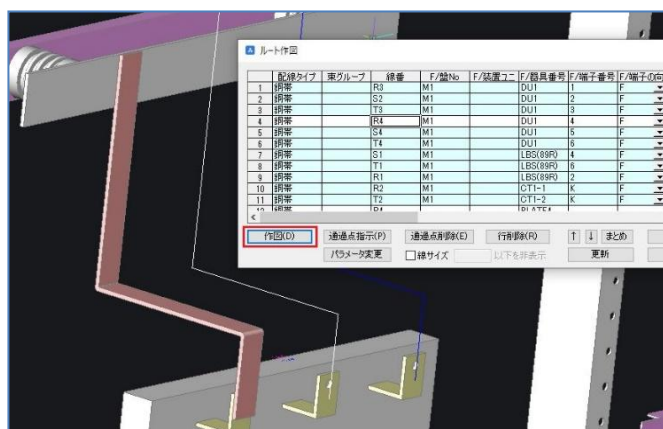 ルート作図
配線タイプ 束グループ 線番 F/盤No F/装置ユニ F/器具番号 F/端子番号 F/端子の向
1 銅帯 R3 M1 DU1 1 F
2 銅帯 S2 M1 DU1 2 F
3 銅帯 T3 M1 DU1 3 F
4 銅帯 R4 M1 DU1 4 F
5 銅帯 S4 M1 DU1 5 F
6 銅帯 T4 M1 DU1 6 F
7 銅帯 S1 M1 LBS(89R) 4 F
8 銅帯 T1 M1 LBS(89R) 6 F
9 銅帯 R1 M1 LBS(89R) 2 F
10 銅帯 R2 M1 CT1-1 K F
11 銅帯 T2 M1 CT1-2 K F
作図(D) 通過点指示(P) 通過点削除(E) 行削除(R) ↑ ↓ まとめ
パラメータ変更 線サイズ 以下を非表示 更新